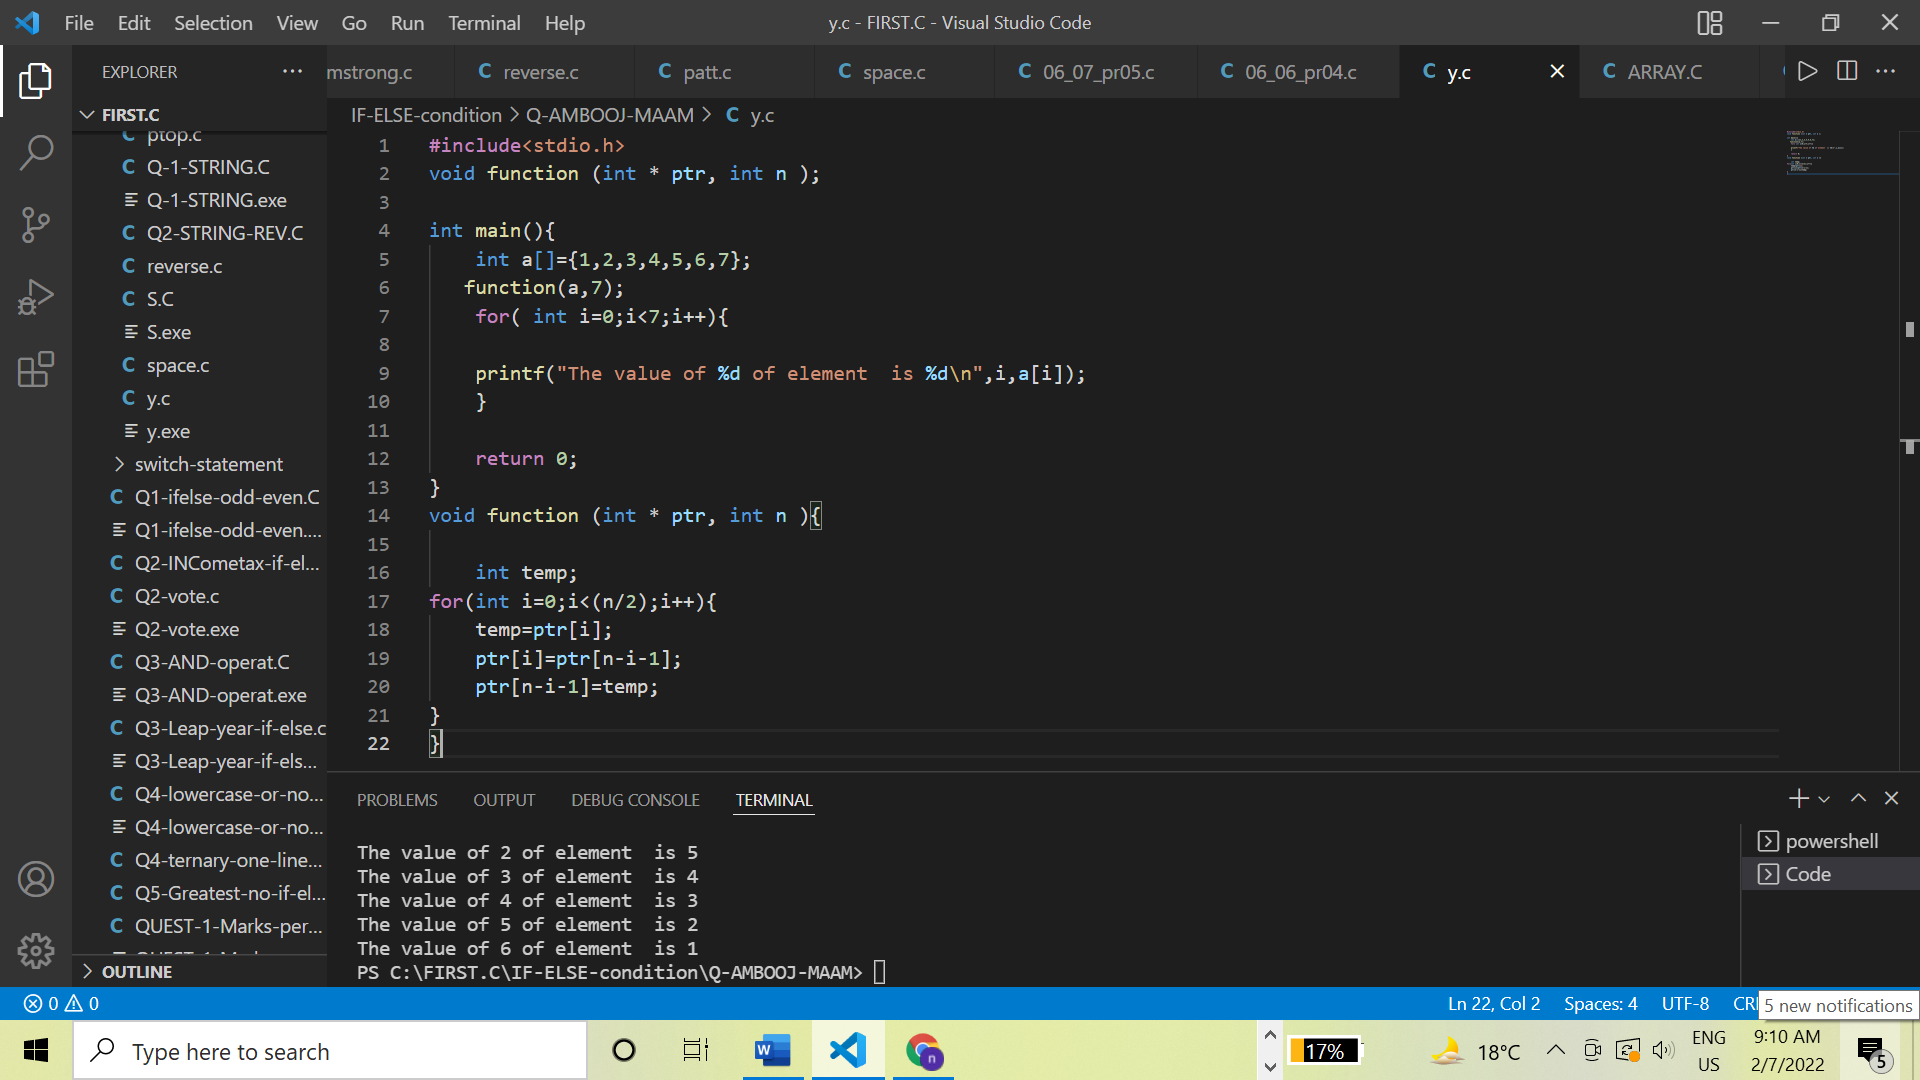 File Edit Selection View Go Run Terminal Help
y.c - FIRST.C - Visual Studio Code
EXPLORER ···
mstrong.c
C reverse.c
C patt.c
C space.c
C 06_07_pr05.c
C 06_06_pr04.c
C y.c
C ARRAY.C
FIRST.C
C ptop.c
C Q-1-STRING.C
Q-1-STRING.exe
C Q2-STRING-REV.C
C reverse.c
C S.C
S.exe
C space.c
C y.c
y.exe
switch-statement
C Q1-ifelse-odd-even.C
Q1-ifelse-odd-even....
C Q2-INCometax-if-el...
C Q2-vote.c
Q2-vote.exe
C Q3-AND-operat.C
Q3-AND-operat.exe
C Q3-Leap-year-if-else.c
Q3-Leap-year-if-els...
C Q4-lowercase-or-no...
Q4-lowercase-or-no...
C Q4-ternary-one-line...
C Q5-Greatest-no-if-el...
C QUEST-1-Marks-per...
OUTLINE
IF-ELSE-condition > Q-AMBOOJ-MAAM > C y.c
1 #include<stdio.h>
2 void function (int * ptr, int n );
3
4 int main(){
5 int a[]={1,2,3,4,5,6,7};
6 function(a,7);
7 for( int i=0;i<7;i++){
8
9 printf("The value of %d of element  is %d\n",i,a[i]);
10 }
11
12 return 0;
13 }
14 void function (int * ptr, int n ){
15
16 int temp;
17 for(int i=0;i<(n/2);i++){
18 temp=ptr[i];
19 ptr[i]=ptr[n-i-1];
20 ptr[n-i-1]=temp;
21 }
22 }
PROBLEMS OUTPUT DEBUG CONSOLE TERMINAL
The value of 2 of element  is 5
The value of 3 of element  is 4
The value of 4 of element  is 3
The value of 5 of element  is 2
The value of 6 of element  is 1
PS C:\FIRST.C\IF-ELSE-condition\Q-AMBOOJ-MAAM>
powershell
Code
0 0
Ln 22, Col 2 Spaces: 4 UTF-8
5 new notifications
Type here to search
W
n
17%
18°C
ENG
US
9:10 AM
2/7/2022
5